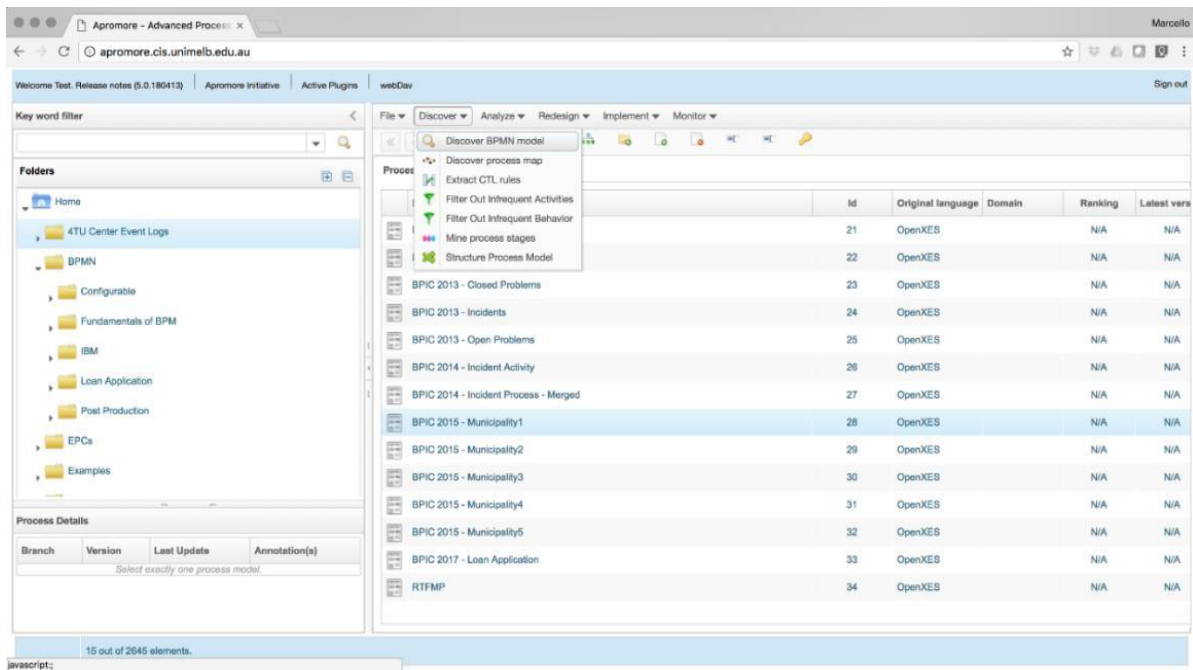 Apromore - Advanced Process ×
Marcello
apromore.cis.unimelb.edu.au
Welcome Test. Release notes (5.0.180413) Apromore Initiative Active Plugins webDav Sign out
Key word filter
File Discover Analyze Redesign Implement Monitor
Folders
Home
4TU Center Event Logs
BPMN
Configurable
Fundamentals of BPM
IBM
Loan Application
Post Production
EPCs
Examples
Process Details
Branch Version Last Update Annotation(s)
Select exactly one process model.
Discover BPMN model
Discover process map
Extract CTL rules
Filter Out Infrequent Activities
Filter Out Infrequent Behavior
Mine process stages
Structure Process Model
Id Original language Domain Ranking Latest vers
21 OpenXES N/A N/A
22 OpenXES N/A N/A
BPIC 2013 - Closed Problems 23 OpenXES N/A N/A
BPIC 2013 - Incidents 24 OpenXES N/A N/A
BPIC 2013 - Open Problems 25 OpenXES N/A N/A
BPIC 2014 - Incident Activity 26 OpenXES N/A N/A
BPIC 2014 - Incident Process - Merged 27 OpenXES N/A N/A
BPIC 2015 - Municipality1 28 OpenXES N/A N/A
BPIC 2015 - Municipality2 29 OpenXES N/A N/A
BPIC 2015 - Municipality3 30 OpenXES N/A N/A
BPIC 2015 - Municipality4 31 OpenXES N/A N/A
BPIC 2015 - Municipality5 32 OpenXES N/A N/A
BPIC 2017 - Loan Application 33 OpenXES N/A N/A
RTFMP 34 OpenXES N/A N/A
15 out of 2645 elements.
javascript:;